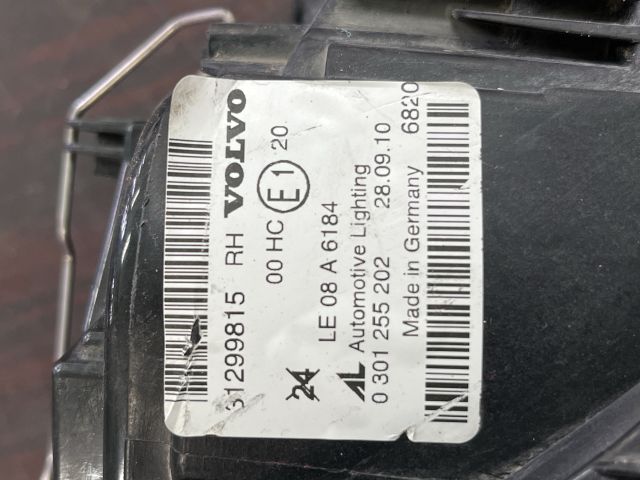 31299815 RH VOLVO
00 HC E1 20
24 LE 08 A 6184
AL Automotive Lighting
0 301 255 202 28.09.10
Made in Germany 6820